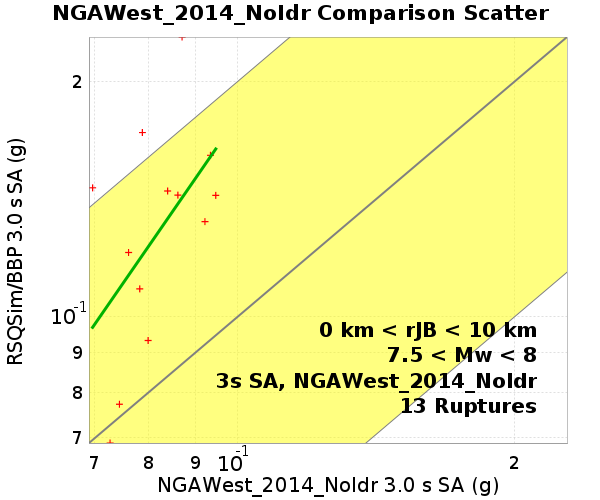 NGAWest_2014_NoIdr Comparison Scatter
RSQSim/BBP 3.0 s SA (g)
2
10-1
9
8
7
0 km < rJB < 10 km
7.5 < Mw < 8
3s SA, NGAWest_2014_NoIdr
13 Ruptures
7 8 9 10-1 2
NGAWest_2014_NoIdr 3.0 s SA (g)